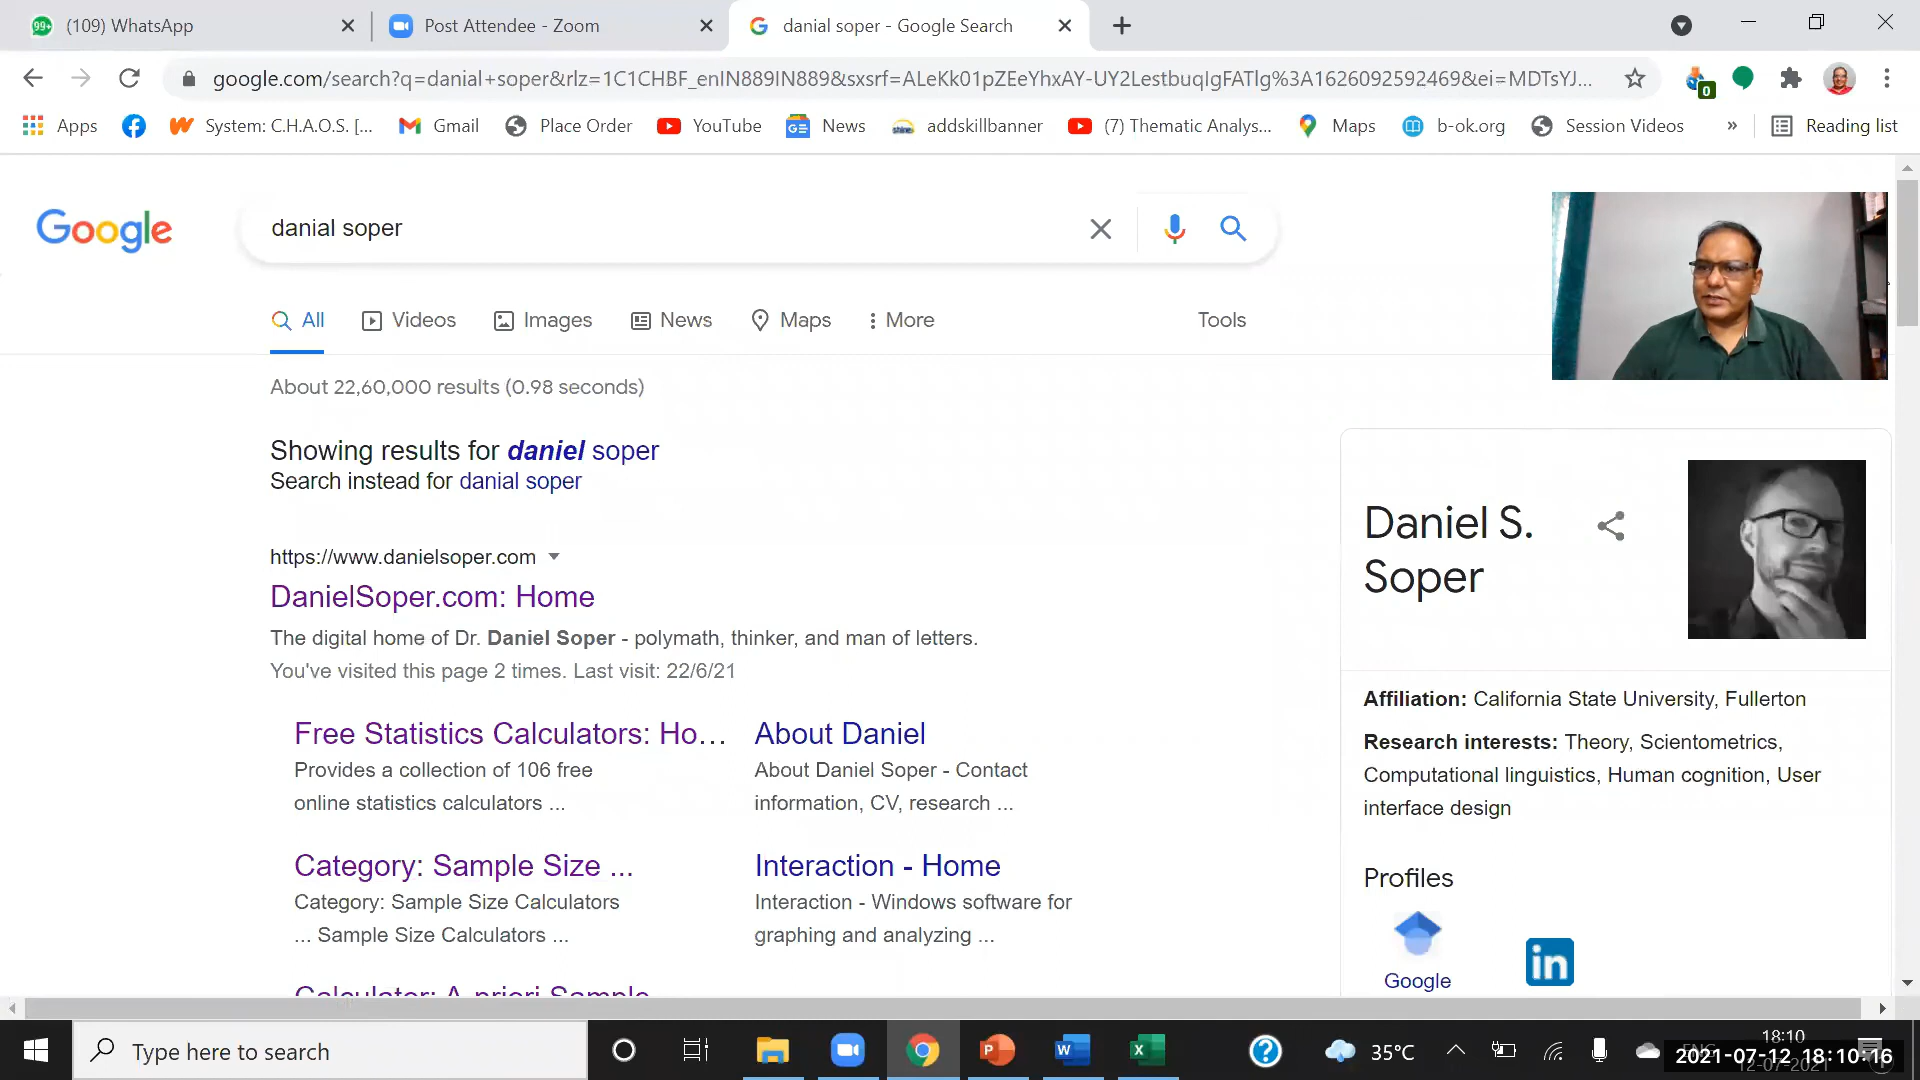 (109) WhatsApp
Post Attendee - Zoom
danial soper - Google Search
google.com/search?q=danial+soper&rlz=1C1CHBF_enIN889IN889&sxsrf=ALeKk01pZEeYhxAY-UY2LestbuqIgFATlg%3A1626092592469&ei=MDTsYJ...
0
Apps
System: C.H.A.O.S. [...
Gmail
Place Order
YouTube
News
addskillbanner
(7) Thematic Analys...
Maps
b-ok.org
Session Videos
»
Reading list
Google
danial soper
All
Videos
Images
News
Maps
More
Tools
About 22,60,000 results (0.98 seconds)
Showing results for daniel soper
Search instead for danial soper
https://www.danielsoper.com
DanielSoper.com: Home
The digital home of Dr. Daniel Soper - polymath, thinker, and man of letters.
You've visited this page 2 times. Last visit: 22/6/21
Free Statistics Calculators: Ho...
Provides a collection of 106 free
online statistics calculators ...
About Daniel
About Daniel Soper - Contact
information, CV, research ...
Category: Sample Size ...
Category: Sample Size Calculators
... Sample Size Calculators ...
Interaction - Home
Interaction - Windows software for
graphing and analyzing ...
Calculator: A-priori Sample
Daniel S.
Soper
Affiliation: California State University, Fullerton
Research interests: Theory, Scientometrics,
Computational linguistics, Human cognition, User
interface design
Profiles
Google
in
Type here to search
35°C
18:10
2021-07-12 18:10:16
12-07-2021